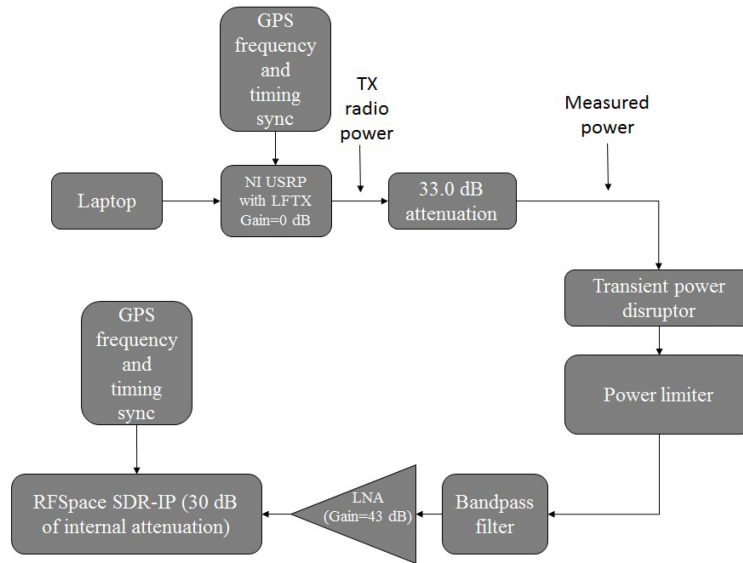 GPS
frequency
and
timing
sync
TX
radio
power
Measured
power
Laptop
NI USRP
with LFTX
Gain=0 dB
33.0 dB
attenuation
Transient power
disruptor
GPS
frequency
and
timing
sync
Power limiter
RFSpace SDR-IP (30 dB
of internal attenuation)
LNA
(Gain=43 dB)
Bandpass
filter